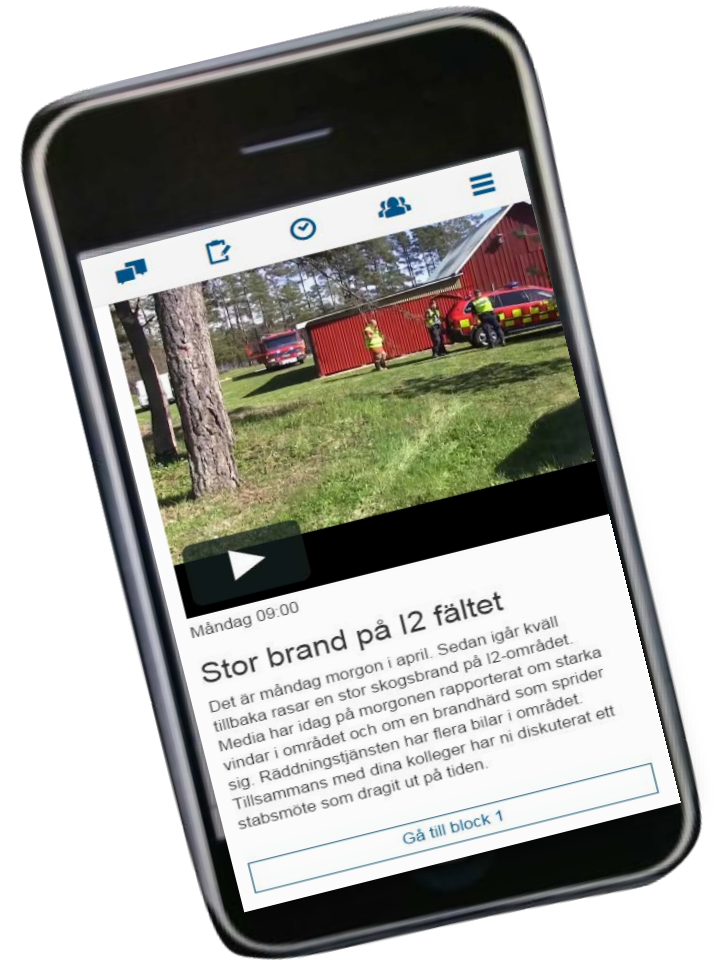 Måndag 09:00
Stor brand på I2 fältet
Det är måndag morgon i april. Sedan igår kväll
tillbaka rasar en stor skogsbrand på I2-området.
Media har idag på morgonen rapporterat om starka
vindar i området och om en brandhärd som sprider
sig. Räddningstjänsten har flera bilar i området.
Tillsammans med dina kolleger har ni diskuterat ett
stabsmöte som dragit ut på tiden.
Gå till block 1